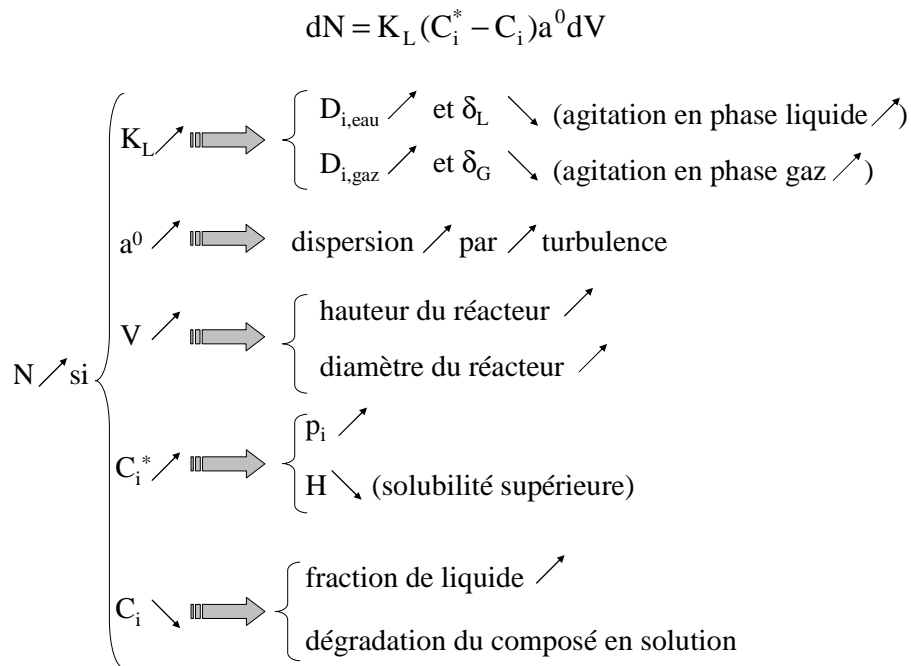 dN = K_L (C_i^* − C_i) a^0 dV
K_L ↗ D_i,eau ↗ et δ_L ↘ (agitation en phase liquide ↗)
D_i,gaz ↗ et δ_G ↘ (agitation en phase gaz ↗)
a^0 ↗ dispersion ↗ par ↗ turbulence
V ↗ hauteur du réacteur ↗
diamètre du réacteur ↗
N ↗ si
C_i^* ↗ p_i ↗
H ↘ (solubilité supérieure)
C_i ↘ fraction de liquide ↗
dégradation du composé en solution